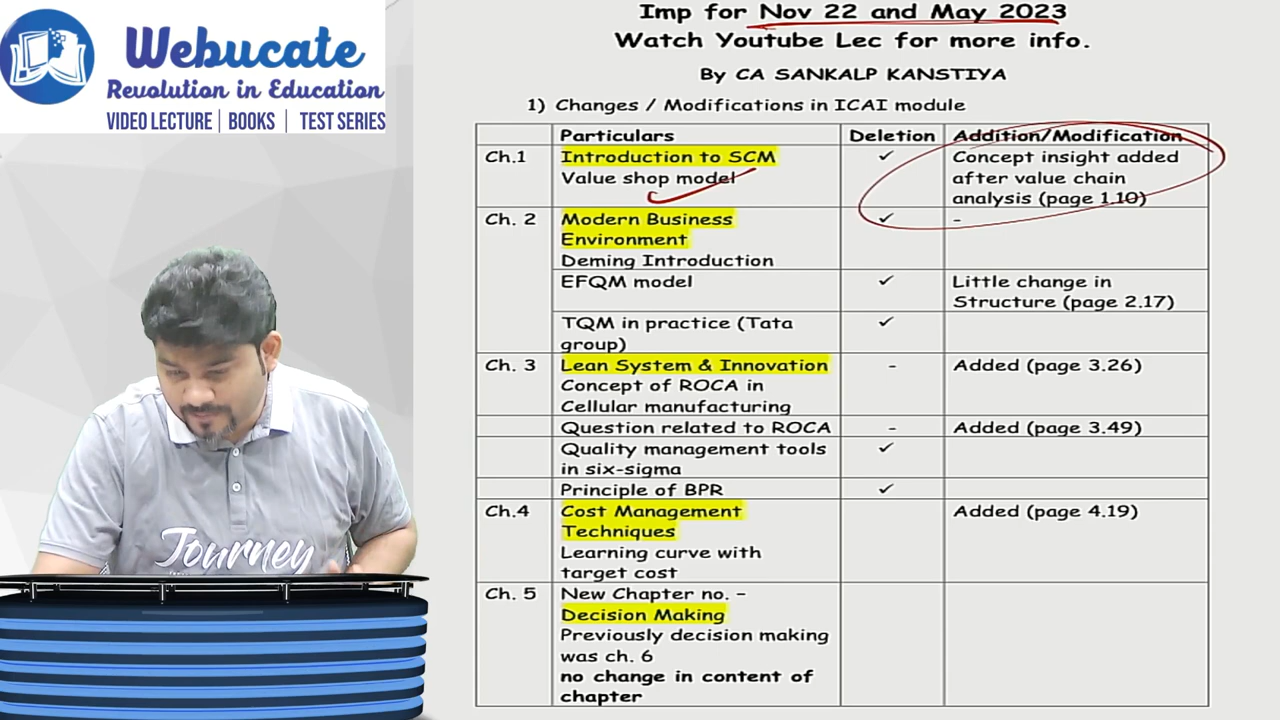 Webucate
Revolution in Education
VIDEO LECTURE | BOOKS | TEST SERIES
Journey
Imp for Nov 22 and May 2023
Watch Youtube Lec for more info.
By CA SANKALP KANSTIYA
1) Changes / Modifications in ICAI module
Particulars Deletion Addition/Modification
Ch.1 Introduction to SCM ✓ Concept insight added
Value shop model after value chain
analysis (page 1.10)
Ch. 2 Modern Business ✓ -
Environment
Deming Introduction
EFQM model ✓ Little change in
Structure (page 2.17)
TQM in practice (Tata ✓
group)
Ch. 3 Lean System & Innovation - Added (page 3.26)
Concept of ROCA in
Cellular manufacturing
Question related to ROCA - Added (page 3.49)
Quality management tools ✓
in six-sigma
Principle of BPR ✓
Ch.4 Cost Management Added (page 4.19)
Techniques
Learning curve with
target cost
Ch. 5 New Chapter no. –
Decision Making
Previously decision making
was ch. 6
no change in content of
chapter